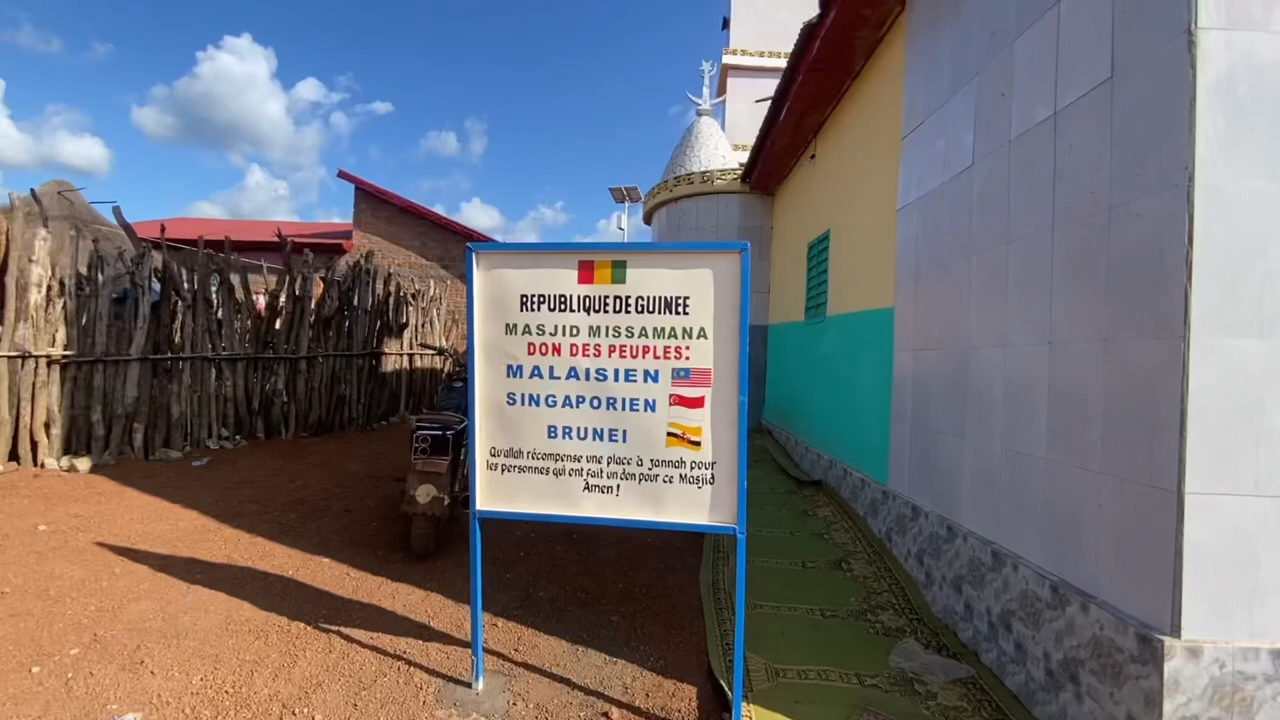 REPUBLIQUE DE GUINEE
MASJID MISSAMANA
DON DES PEUPLES:
MALAISIEN
SINGAPORIEN
BRUNEI
Qu'allah récompense une place à jannah pour
les personnes qui ont fait un don pour ce Masjid
Amen !